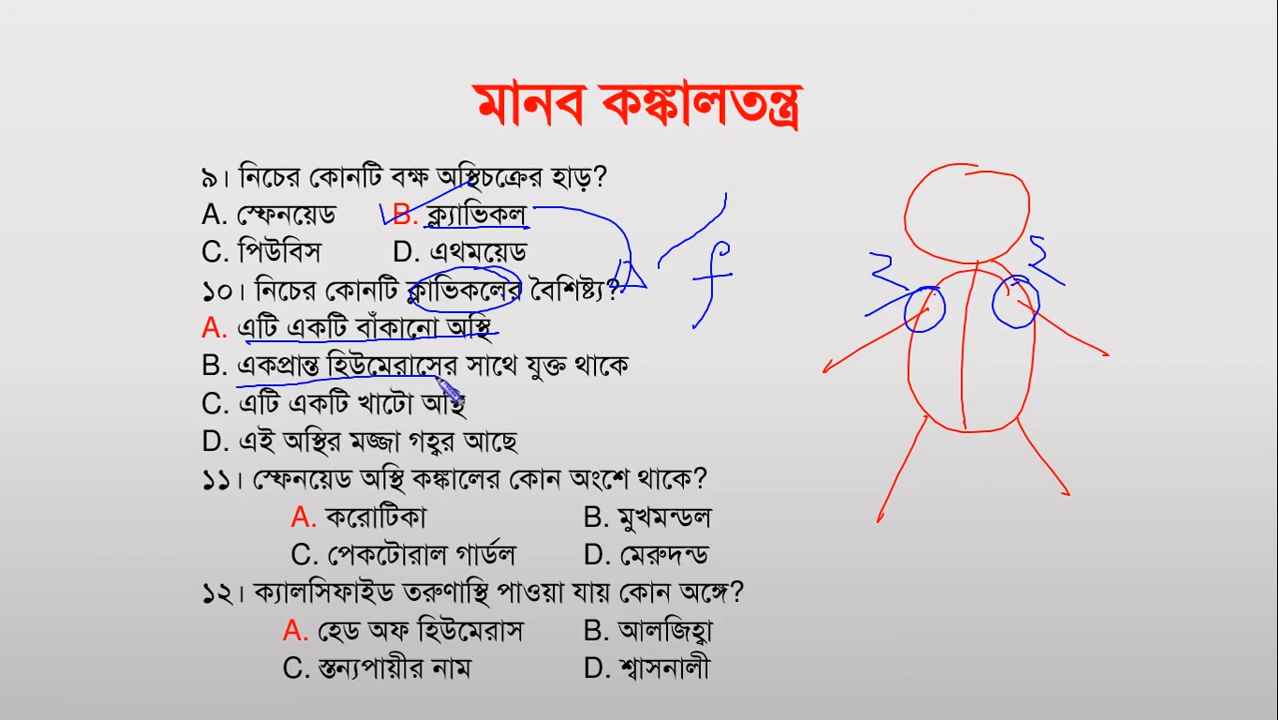 মানব কঙ্কালতন্ত্র
৯। নিচের কোনটি বক্ষ অস্থিচক্রের হাড়?
A. স্ফেনয়েড B. ক্ল্যাভিকল
C. পিউবিস D. এথময়েড
১০। নিচের কোনটি ক্লাভিকলের বৈশিষ্ট্য?
A. এটি একটি বাঁকানো অস্থি
B. একপ্রান্ত হিউমেরাসের সাথে যুক্ত থাকে
C. এটি একটি খাটো অস্থি
D. এই অস্থির মজ্জা গহ্বর আছে
১১। স্ফেনয়েড অস্থি কঙ্কালের কোন অংশে থাকে?
A. করোটিকা B. মুখমন্ডল
C. পেকটোরাল গার্ডল D. মেরুদন্ড
১২। ক্যালসিফাইড তরুণাস্থি পাওয়া যায় কোন অঙ্গে?
A. হেড অফ হিউমেরাস B. আলজিহ্বা
C. স্তন্যপায়ীর নাম D. শ্বাসনালী
f
2 2